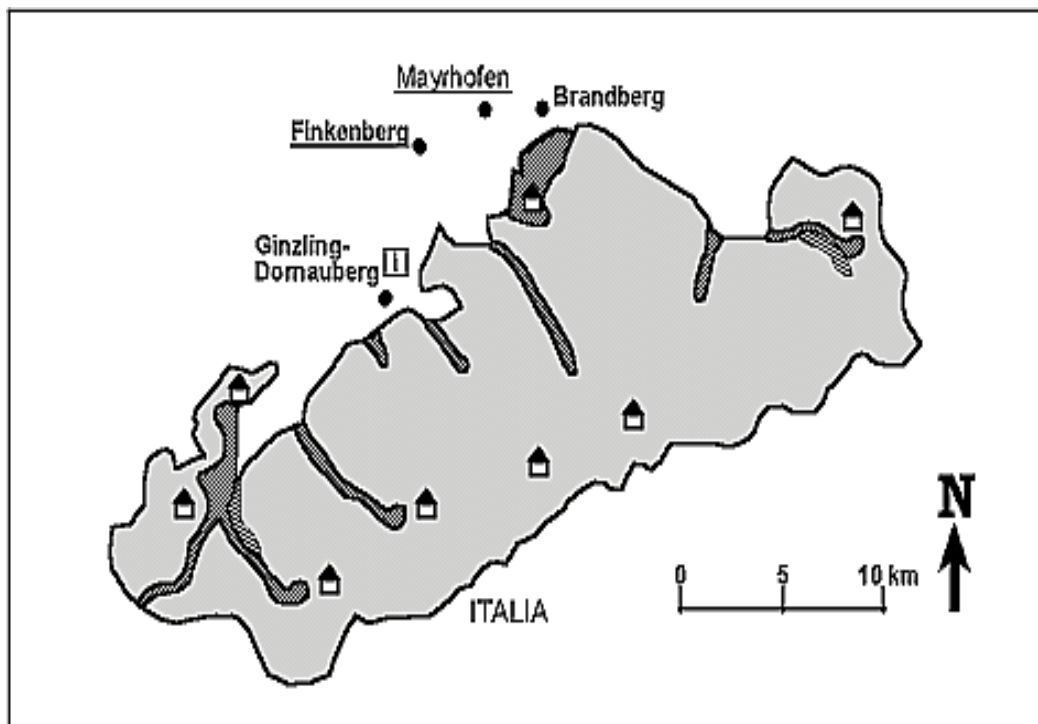 Mayrhofen
Brandberg
Finkenberg
Ginzling-
Dornauberg
i
N
0 5 10 km
ITALIA